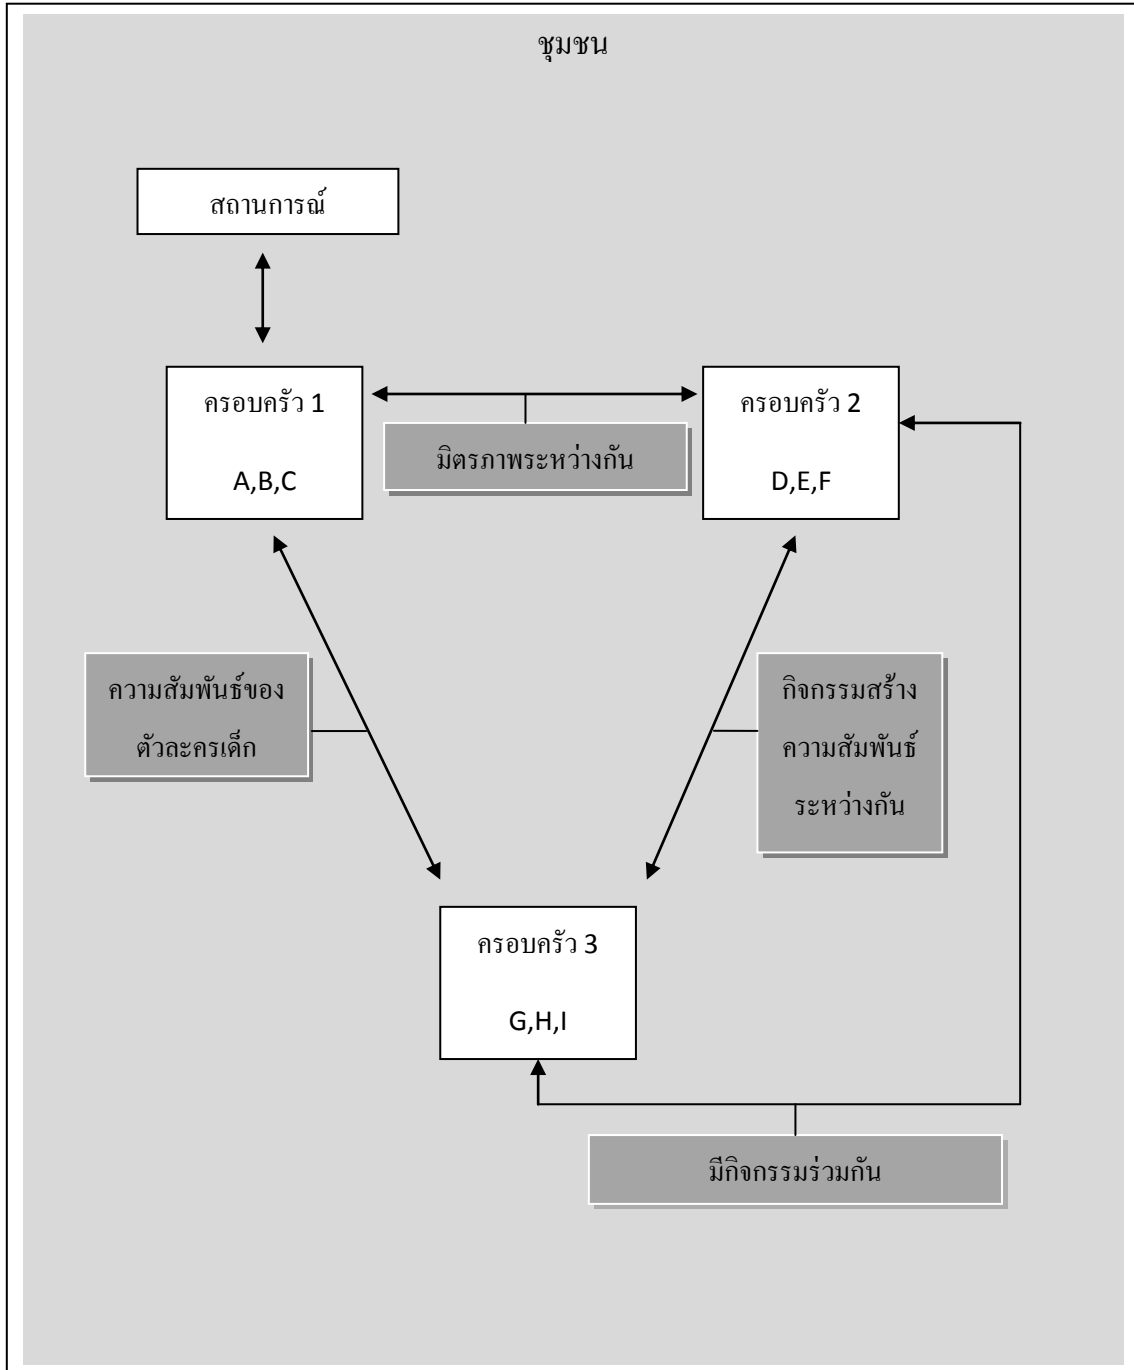 ชุมชน
สถานการณ์
ครอบครัว 1
A,B,C
ครอบครัว 2
D,E,F
มิตรภาพระหว่างกัน
ความสัมพันธ์ของ
ตัวละครเด็ก
กิจกรรมสร้าง
ความสัมพันธ์
ระหว่างกัน
ครอบครัว 3
G,H,I
มีกิจกรรมร่วมกัน